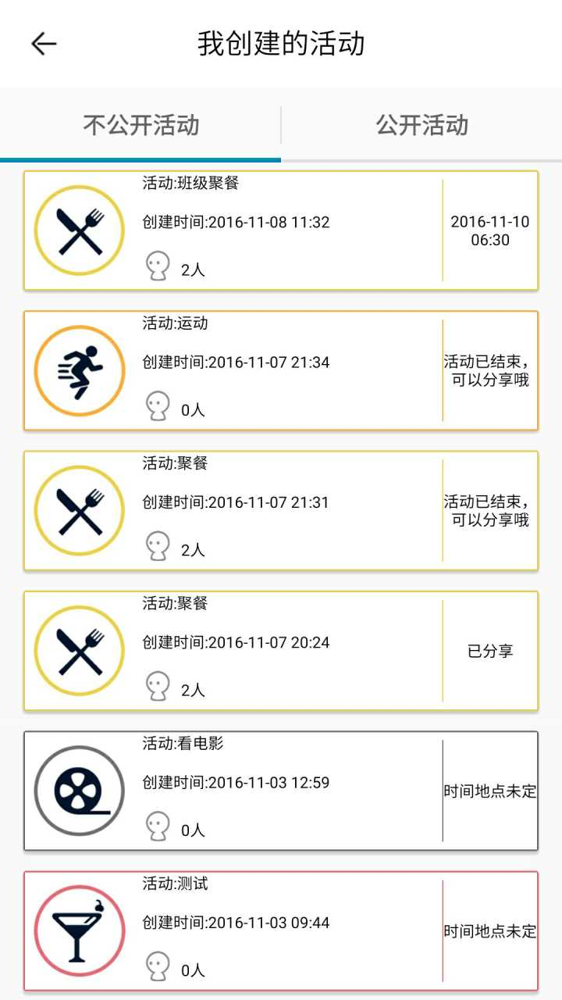 我创建的活动
不公开活动
公开活动
活动:班级聚餐
创建时间:2016-11-08 11:32
2人
2016-11-10
06:30
活动:运动
创建时间:2016-11-07 21:34
0人
活动已结束，
可以分享哦
活动:聚餐
创建时间:2016-11-07 21:31
2人
活动已结束，
可以分享哦
活动:聚餐
创建时间:2016-11-07 20:24
2人
已分享
活动:看电影
创建时间:2016-11-03 12:59
0人
时间地点未定
活动:测试
创建时间:2016-11-03 09:44
0人
时间地点未定